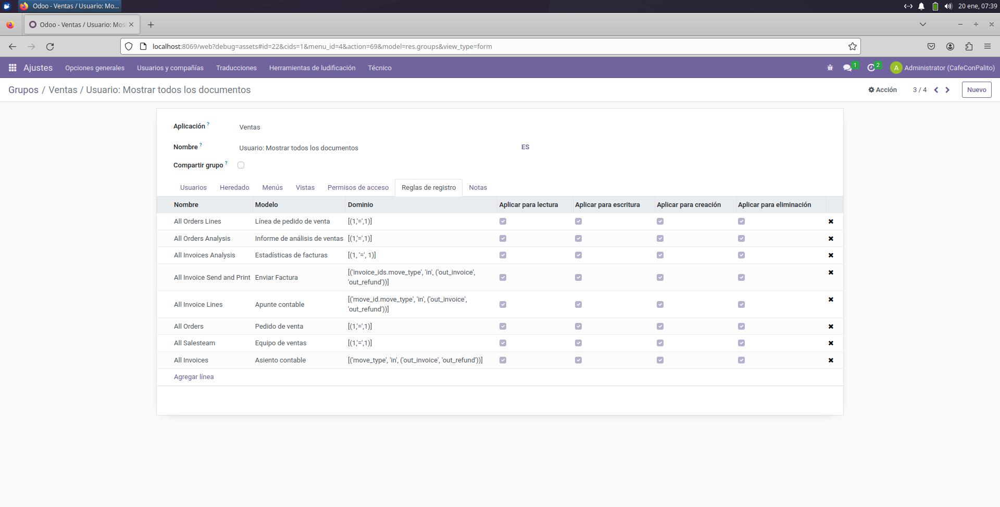 Odoo - Ventas / Usuario: Mo...
20 ene, 07:39
Odoo - Ventas / Usuario: Mos
localhost:8069/web?debug=assets#id=22&cids=1&menu_id=4&action=69&model=res.groups&view_type=form
Ajustes Opciones generales Usuarios y compañías Traducciones Herramientas de ludificación Técnico 1 2 A Administrator (CafeConPalito)
Grupos / Ventas / Usuario: Mostrar todos los documentos Acción 3 / 4 Nuevo
Aplicación ? Ventas
Nombre ? Usuario: Mostrar todos los documentos ES
Compartir grupo ?
Usuarios Heredado Menús Vistas Permisos de acceso Reglas de registro Notas
Nombre Modelo Dominio Aplicar para lectura Aplicar para escritura Aplicar para creación Aplicar para eliminación
All Orders Lines Línea de pedido de venta [(1,'=',1)]
All Orders Analysis Informe de análisis de ventas [(1,'=',1)]
All Invoices Analysis Estadísticas de facturas [(1, '=', 1)]
All Invoice Send and Print Enviar Factura [('invoice_ids.move_type', 'in', ('out_invoice',
'out_refund'))]
All Invoice Lines Apunte contable [('move_id.move_type', 'in', ('out_invoice',
'out_refund'))]
All Orders Pedido de venta [(1,'=',1)]
All Salesteam Equipo de ventas [(1,'=',1)]
All Invoices Asiento contable [('move_type', 'in', ('out_invoice', 'out_refund'))]
Agregar línea